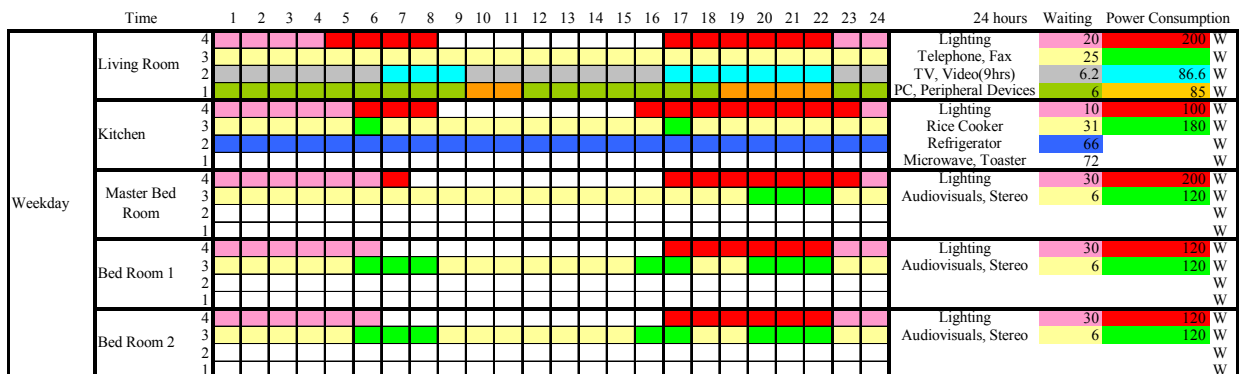 Time 1 2 3 4 5 6 7 8 9 10 11 12 13 14 15 16 17 18 19 20 21 22 23 24 24 hours Waiting Power Consumption
Weekday
Living Room
4 Lighting 20 200 W
3 Telephone, Fax 25 W
2 TV, Video(9hrs) 6.2 86.6 W
1 PC, Peripheral Devices 6 85 W
Kitchen
4 Lighting 10 100 W
3 Rice Cooker 31 180 W
2 Refrigerator 66 W
1 Microwave, Toaster 72 W
Master Bed
Room
4 Lighting 30 200 W
3 Audiovisuals, Stereo 6 120 W
2 W
1 W
Bed Room 1
4 Lighting 30 120 W
3 Audiovisuals, Stereo 6 120 W
2 W
1 W
Bed Room 2
4 Lighting 30 120 W
3 Audiovisuals, Stereo 6 120 W
2 W
1 W